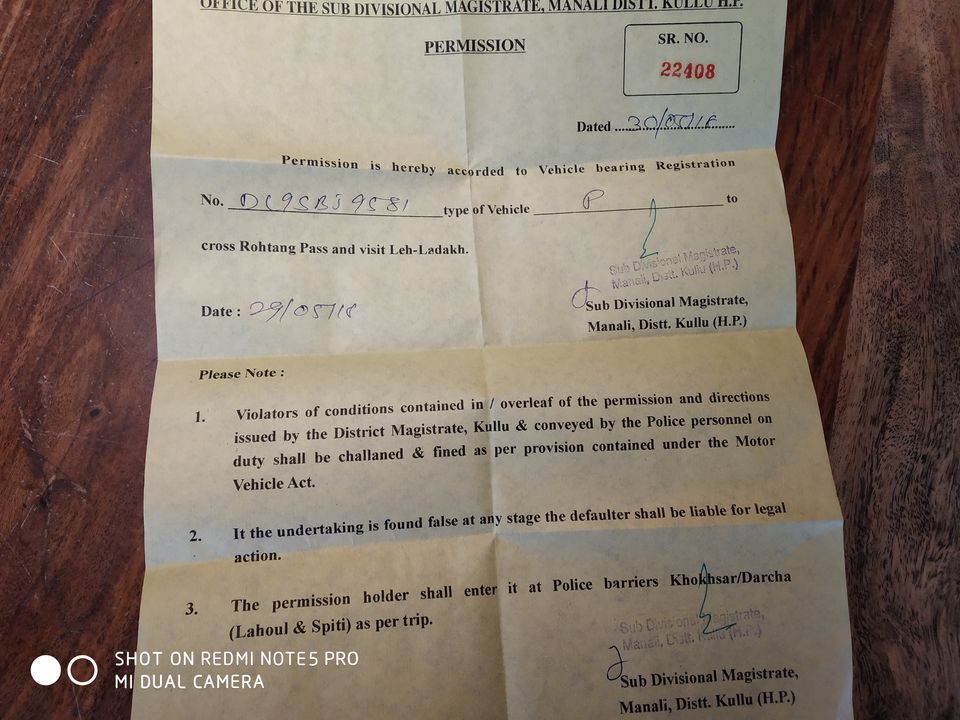 OFFICE OF THE SUB DIVISIONAL MAGISTRATE, MANALI DISTT. KULLU H.P.
PERMISSION
SR. NO.
22408
Dated 30/05/18
Permission is hereby accorded to Vehicle bearing Registration
No. DL9SBJ9581 type of Vehicle P to
cross Rohtang Pass and visit Leh-Ladakh.
Sub Divisional Magistrate,
Manali, Distt. Kullu (H.P.)
Date : 29/05/18
Sub Divisional Magistrate,
Manali, Distt. Kullu (H.P.)
Please Note :
1. Violators of conditions contained in / overleaf of the permission and directions
issued by the District Magistrate, Kullu & conveyed by the Police personnel on
duty shall be challaned & fined as per provision contained under the Motor
Vehicle Act.
2. It the undertaking is found false at any stage the defaulter shall be liable for legal
action.
3. The permission holder shall enter it at Police barriers Khokhsar/Darcha
(Lahoul & Spiti) as per trip.
Sub Divisional Magistrate,
Manali, Distt. Kullu (H.P.)
Sub Divisional Magistrate,
Manali, Distt. Kullu (H.P.)
SHOT ON REDMI NOTE5 PRO
MI DUAL CAMERA